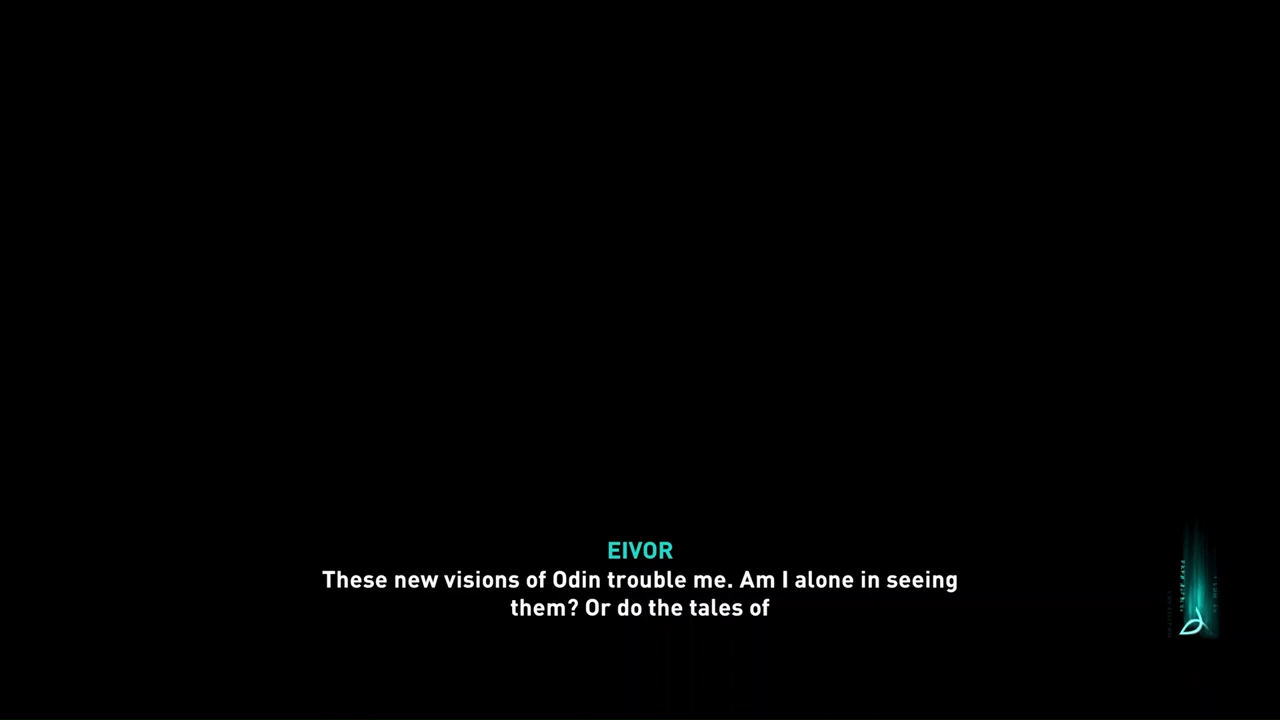 EIVOR
These new visions of Odin trouble me. Am I alone in seeing
them? Or do the tales of